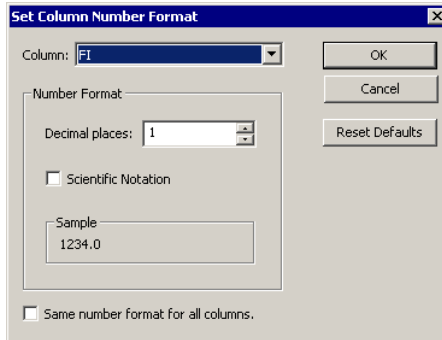 Set Column Number Format
Column: FI
OK
Cancel
Reset Defaults
Number Format
Decimal places: 1
Scientific Notation
Sample
1234.0
Same number format for all columns.